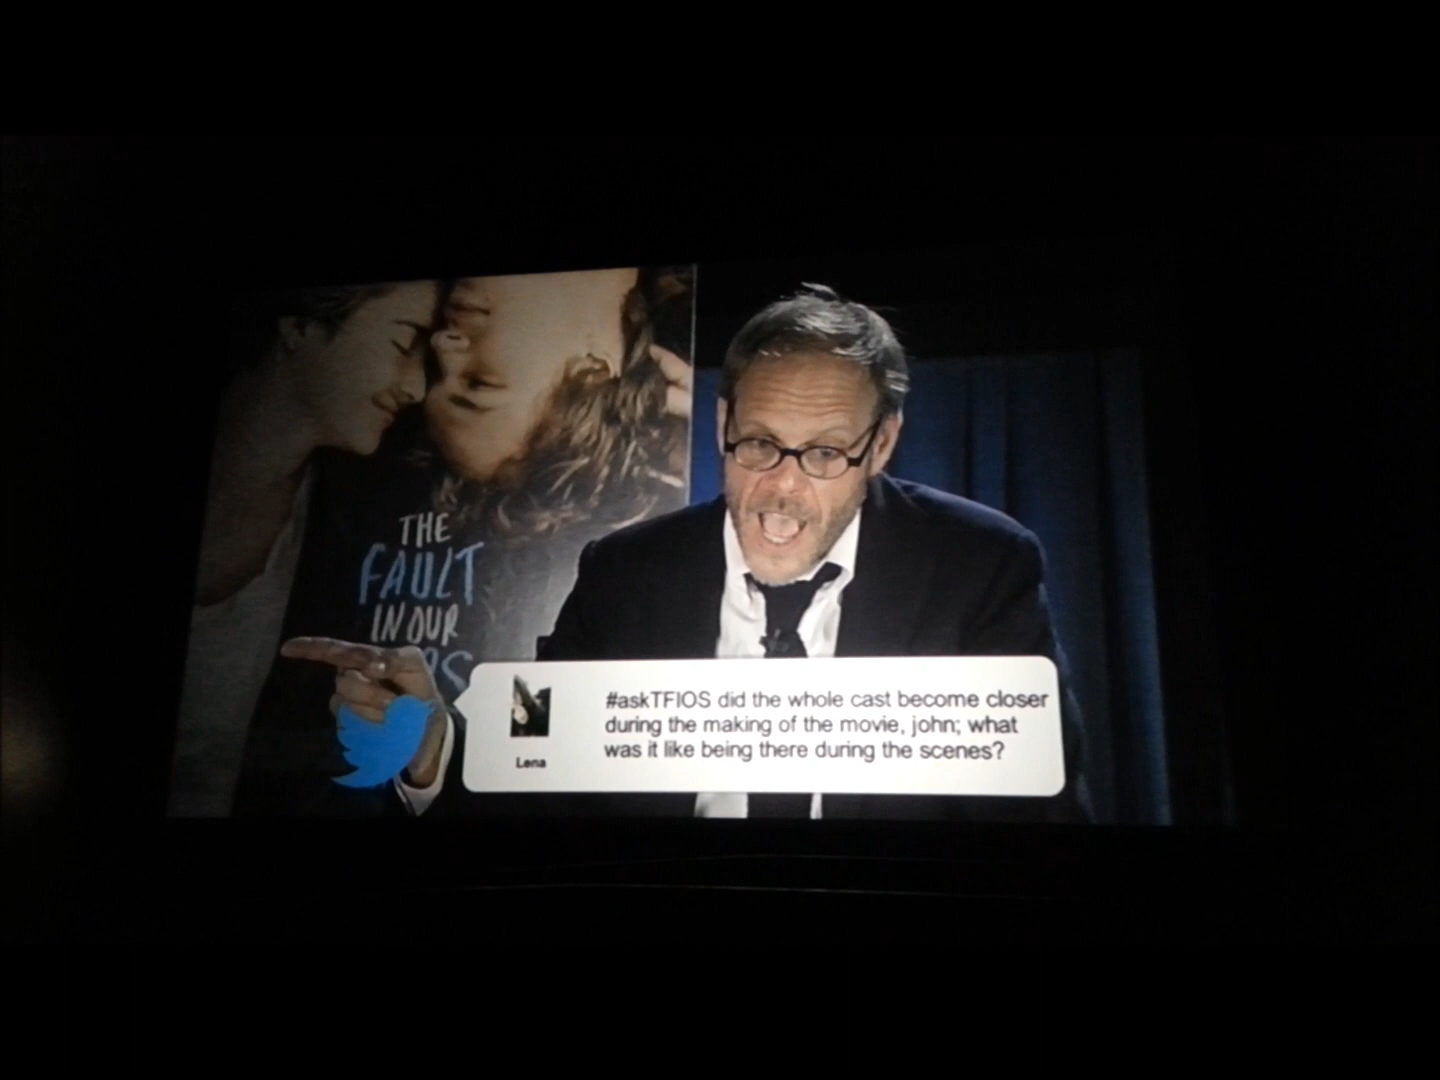 THE
FAULT
IN OUR
#askTFIOS did the whole cast become closer
during the making of the movie, john; what
was it like being there during the scenes?
Lena